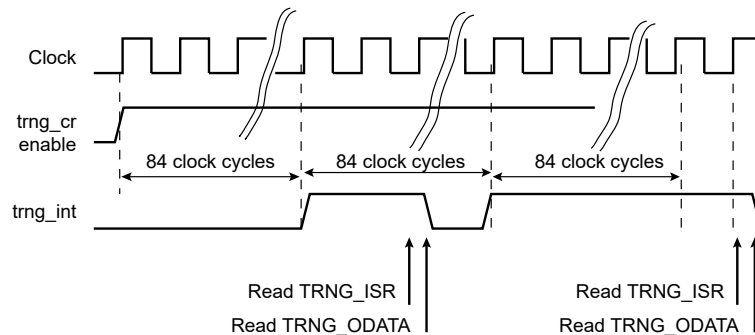 Clock
trng_cr
enable
84 clock cycles
84 clock cycles
84 clock cycles
trng_int
Read TRNG_ISR
Read TRNG_ISR
Read TRNG_ODATA
Read TRNG_ODATA